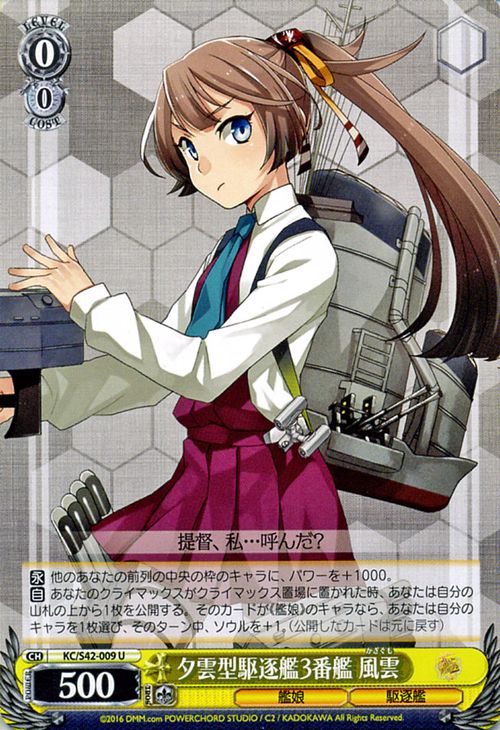 LEVEL
0
0
COST
提督、私…呼んだ?
永 他のあなたの前列の中央の枠のキャラに、パワーを+1000。
自 あなたのクライマックスがクライマックス置場に置かれた時、あなたは自分の
山札の上から1枚を公開する。そのカードが《艦娘》のキャラなら、あなたは自分のキ
ャラを1枚選び、そのターン中、ソウルを+1。(公開したカードは元に戻す)
CH KC/S42-009 U
POWER
500
SOUL
かざぐも
夕雲型駆逐艦3番艦 風雲
艦娘 駆逐艦
©2016 DMM.com POWERCHORD STUDIO / C2 / KADOKAWA All Rights Reserved.